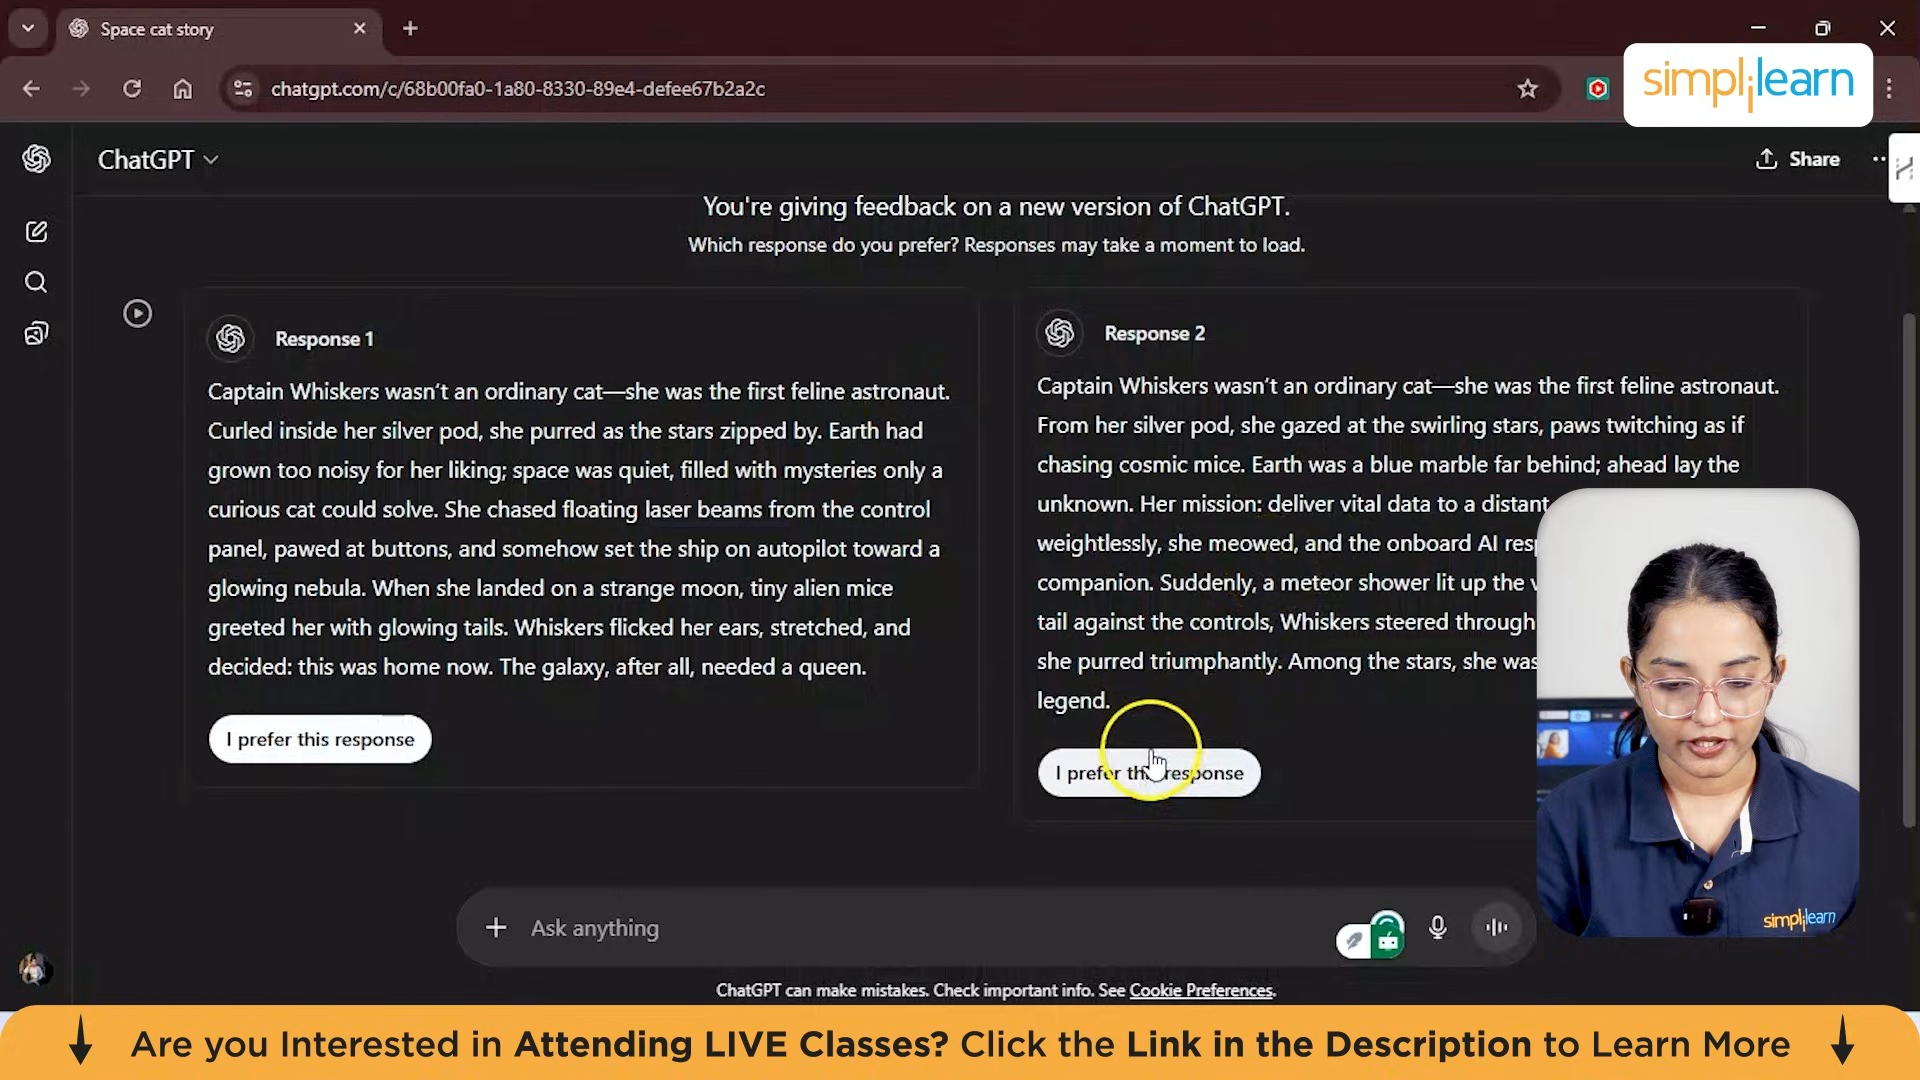 Space cat story
simplilearn
chatgpt.com/c/68b00fa0-1a80-8330-89e4-defee67b2a2c
ChatGPT
Share
You're giving feedback on a new version of ChatGPT.
Which response do you prefer? Responses may take a moment to load.
Response 1
Captain Whiskers wasn't an ordinary cat—she was the first feline astronaut.
Curled inside her silver pod, she purred as the stars zipped by. Earth had
grown too noisy for her liking; space was quiet, filled with mysteries only a
curious cat could solve. She chased floating laser beams from the control
panel, pawed at buttons, and somehow set the ship on autopilot toward a
glowing nebula. When she landed on a strange moon, tiny alien mice
greeted her with glowing tails. Whiskers flicked her ears, stretched, and
decided: this was home now. The galaxy, after all, needed a queen.
I prefer this response
Response 2
Captain Whiskers wasn't an ordinary cat—she was the first feline astronaut.
From her silver pod, she gazed at the swirling stars, paws twitching as if
chasing cosmic mice. Earth was a blue marble far behind; ahead lay the
unknown. Her mission: deliver vital data to a distant
weightlessly, she meowed, and the onboard AI
companion. Suddenly, a meteor shower lit up the
tail against the controls, Whiskers steered through
she purred triumphantly. Among the stars, she was
legend.
I prefer response
simplilearn
Ask anything
ChatGPT can make mistakes. Check important info. See Cookie Preferences.
Are you Interested in Attending LIVE Classes? Click the Link in the Description to Learn More